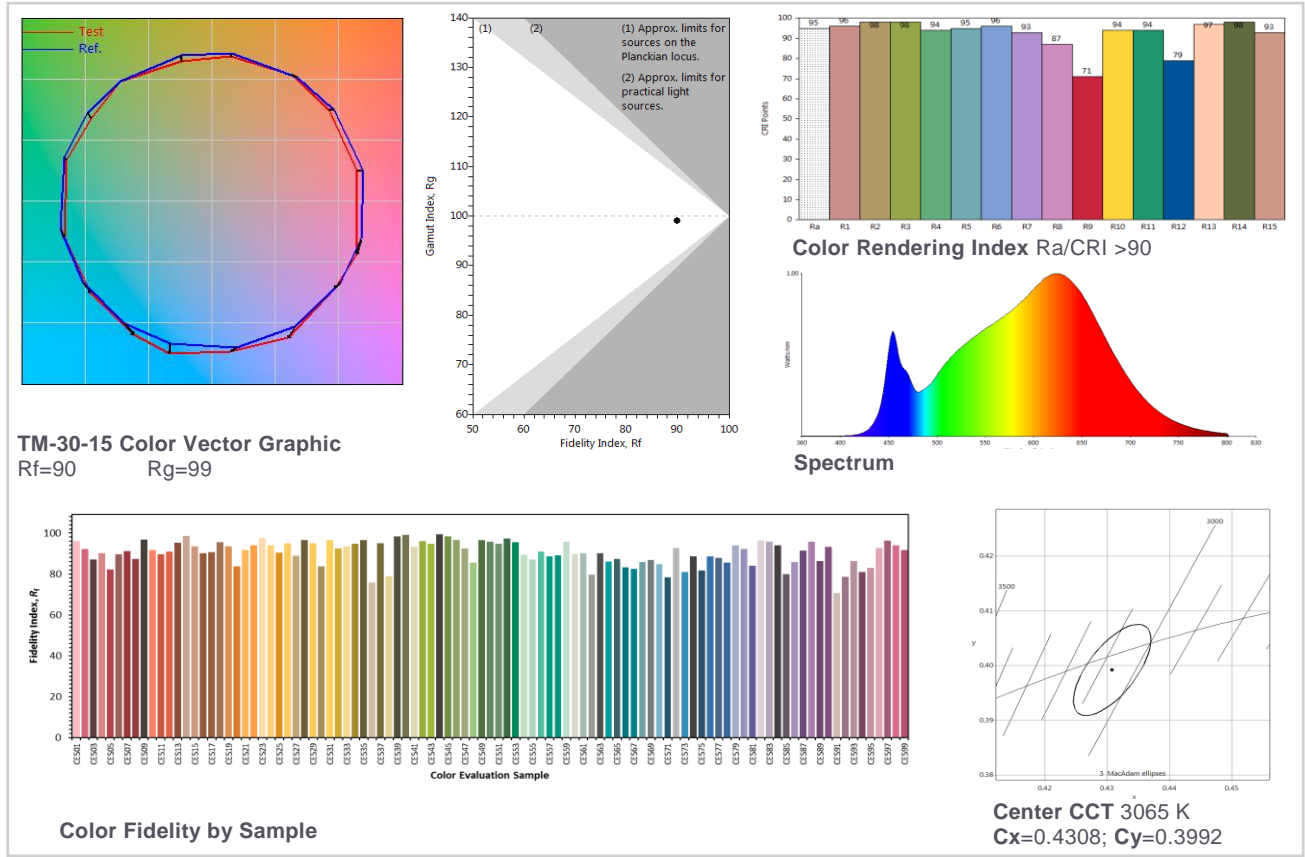 Test
Ref.
TM-30-15 Color Vector Graphic
Rf=90 Rg=99
(1) (2)
(1) Approx. limits for
sources on the
Planckian locus.
(2) Approx. limits for
practical light
sources.
Gamut Index, Rg
140
130
120
110
100
90
80
70
60
50 60 70 80 90 100
Fidelity Index, Rf
CRI Points
100
90
80
70
60
50
40
30
20
10
0
95 96 98 98 94 95 96 93 87 71 94 94 79 97 98 93
Ra R1 R2 R3 R4 R5 R6 R7 R8 R9 R10 R11 R12 R13 R14 R15
Color Rendering Index Ra/CRI >90
1.00
Watts/nm
0.00
360 400 450 500 550 600 650 700 750 800 830
Spectrum
Fidelity Index, Rf
100
80
60
40
20
0
CES01 CES03 CES05 CES07 CES09 CES11 CES13 CES15 CES17 CES19 CES21 CES23 CES25 CES27 CES29 CES31 CES33 CES35 CES37 CES39 CES41 CES43 CES45 CES47 CES49 CES51 CES53 CES55 CES57 CES59 CES61 CES63 CES65 CES67 CES69 CES71 CES73 CES75 CES77 CES79 CES81 CES83 CES85 CES87 CES89 CES91 CES93 CES95 CES97 CES99
Color Evaluation Sample
Color Fidelity by Sample
3000
3500
y
0.42
0.41
0.40
0.39
0.38
3 MacAdam ellipses
0.42 0.43 0.44 0.45
x
Center CCT 3065 K
Cx=0.4308; Cy=0.3992